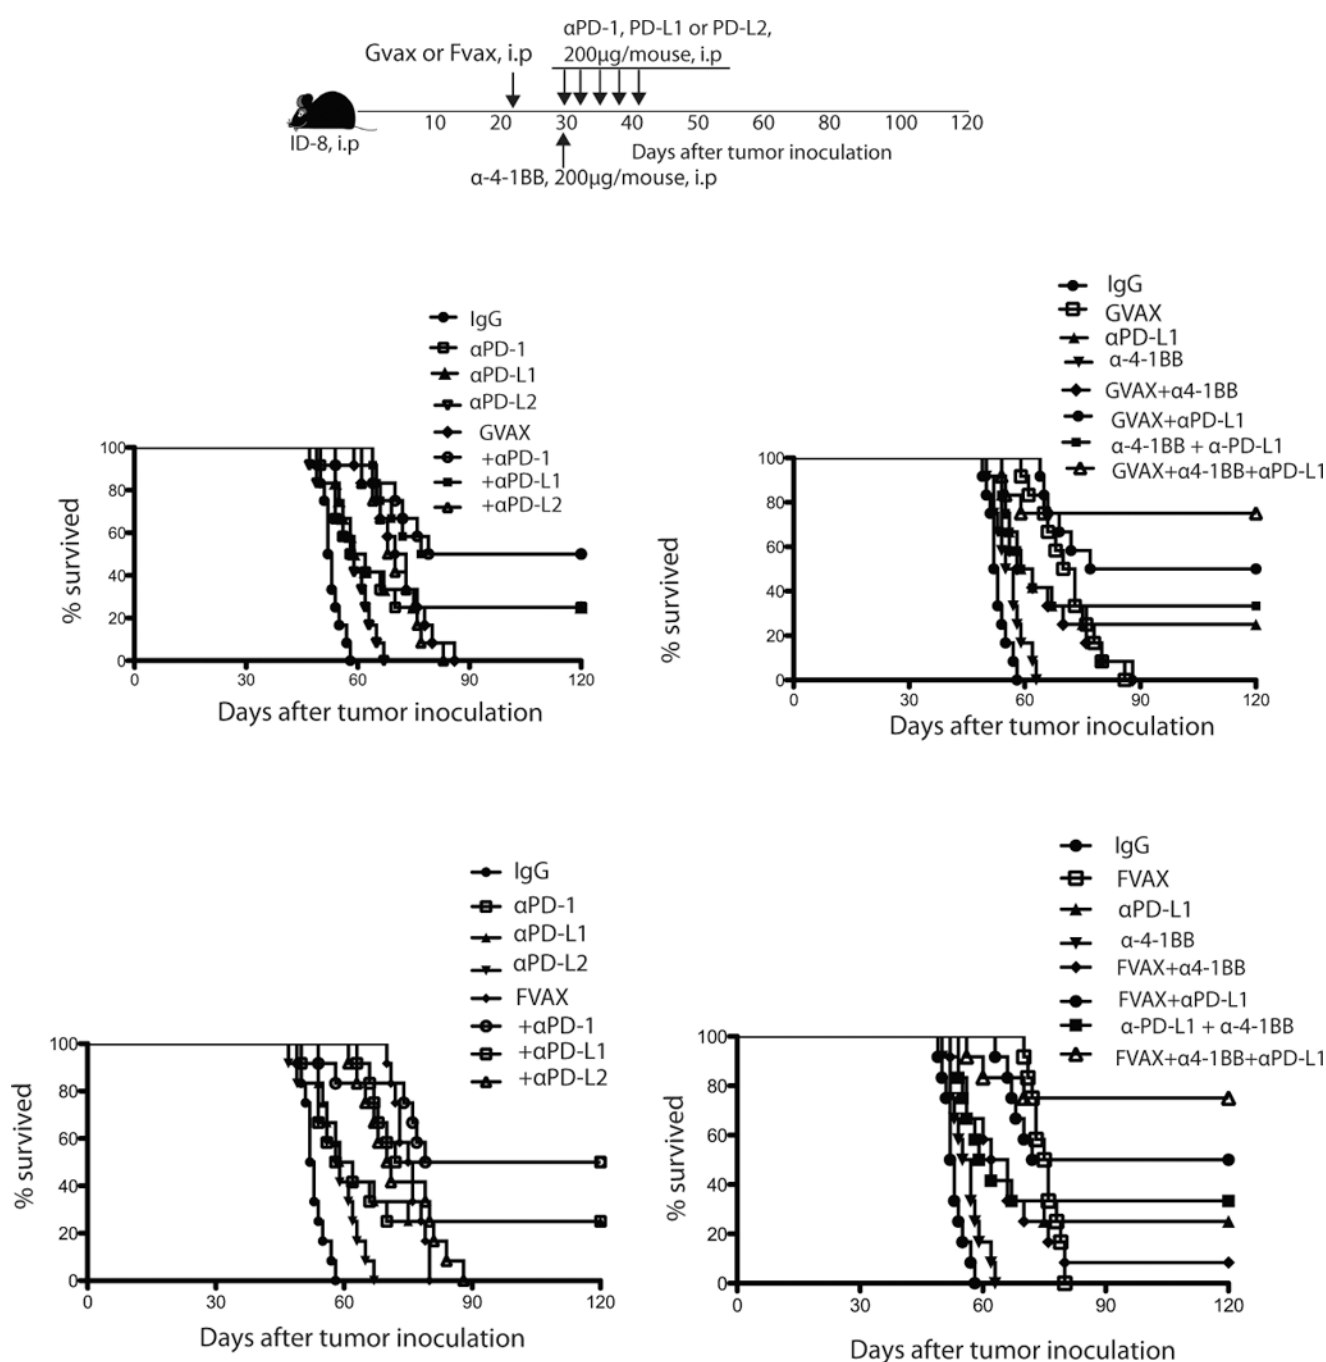 αPD-1, PD-L1 or PD-L2,
Gvax or Fvax, i.p
200µg/mouse, i.p
10 20 30 40 50 60 80 100 120
ID-8, i.p
Days after tumor inoculation
α-4-1BB, 200µg/mouse, i.p
IgG
αPD-1
αPD-L1
αPD-L2
GVAX
+αPD-1
+αPD-L1
+αPD-L2
% survived
100
80
60
40
20
0
0 30 60 90 120
Days after tumor inoculation
IgG
GVAX
αPD-L1
α-4-1BB
GVAX+α4-1BB
GVAX+αPD-L1
α-4-1BB + α-PD-L1
GVAX+α4-1BB+αPD-L1
% survived
100
80
60
40
20
0
0 30 60 90 120
Days after tumor inoculation
IgG
αPD-1
αPD-L1
αPD-L2
FVAX
+αPD-1
+αPD-L1
+αPD-L2
% survived
100
80
60
40
20
0
0 30 60 90 120
Days after tumor inoculation
IgG
FVAX
αPD-L1
α-4-1BB
FVAX+α4-1BB
FVAX+αPD-L1
α-PD-L1 + α-4-1BB
FVAX+α4-1BB+αPD-L1
% survived
100
80
60
40
20
0
0 30 60 90 120
Days after tumor inoculation